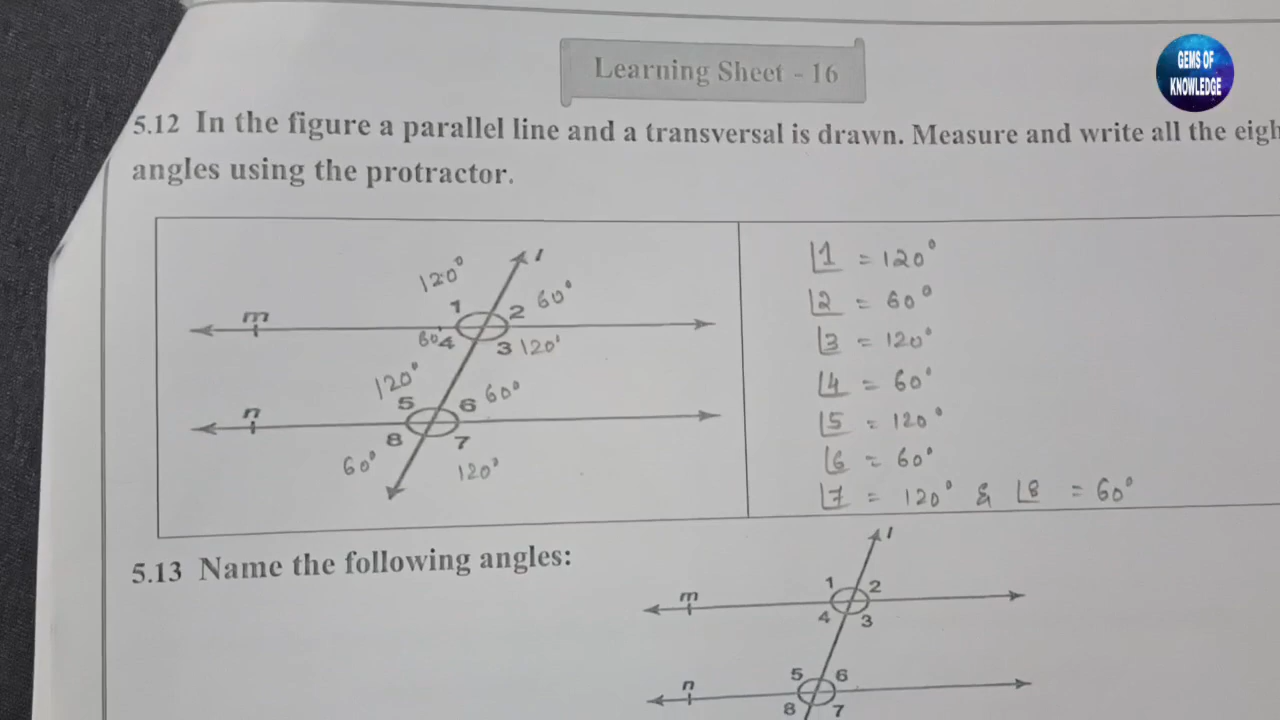 GEMS OF
KNOWLEDGE
Learning Sheet - 16
5.12 In the figure a parallel line and a transversal is drawn. Measure and write all the
angles using the protractor.
l
120°
1
2 60°
m
60° 4
3 120°
120°
5
6 60°
n
8
7
60°
120°
∠1 = 120°
∠2 = 60°
∠3 = 120°
∠4 = 60°
∠5 = 120°
∠6 = 60°
∠7 = 120° & ∠8 = 60°
5.13 Name the following angles:
l
1 2
m
4 3
5 6
n
8 7